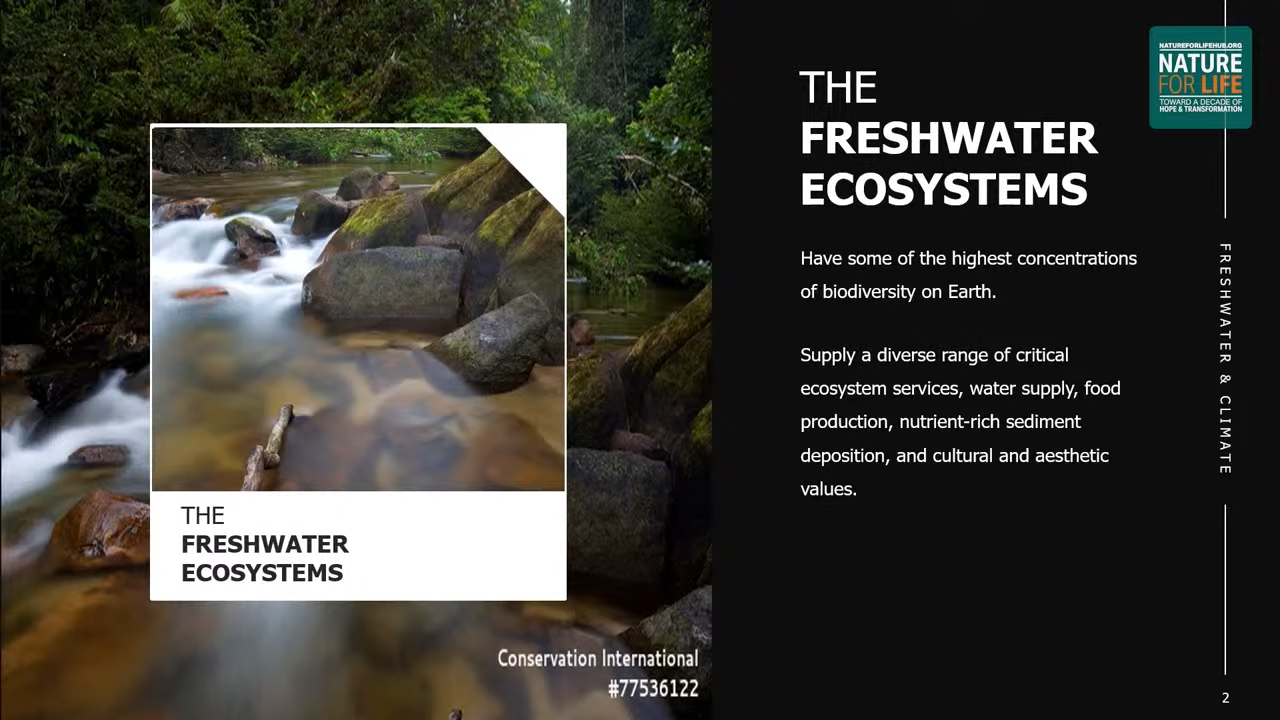 THE
FRESHWATER
ECOSYSTEMS
Conservation International
#77536122
THE
FRESHWATER
ECOSYSTEMS
Have some of the highest concentrations
of biodiversity on Earth.
Supply a diverse range of critical
ecosystem services, water supply, food
production, nutrient-rich sediment
deposition, and cultural and aesthetic
values.
NATUREFORLIFEHUB.ORG
NATURE
FOR LIFE
TOWARD A DECADE OF
HOPE & TRANSFORMATION
FRESHWATER & CLIMATE
2